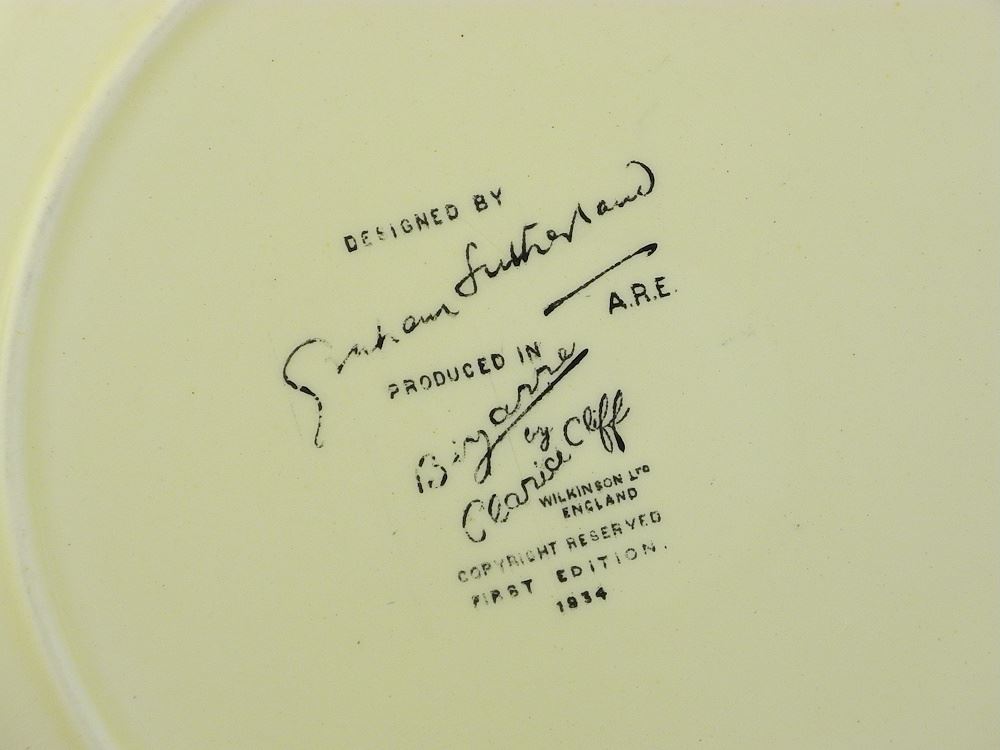 DESIGNED BY
Graham Sutherland
A.R.E.
PRODUCED IN
Bizarre
by
Clarice Cliff
WILKINSON LTD
ENGLAND
COPYRIGHT RESERVED
FIRST EDITION.
1934